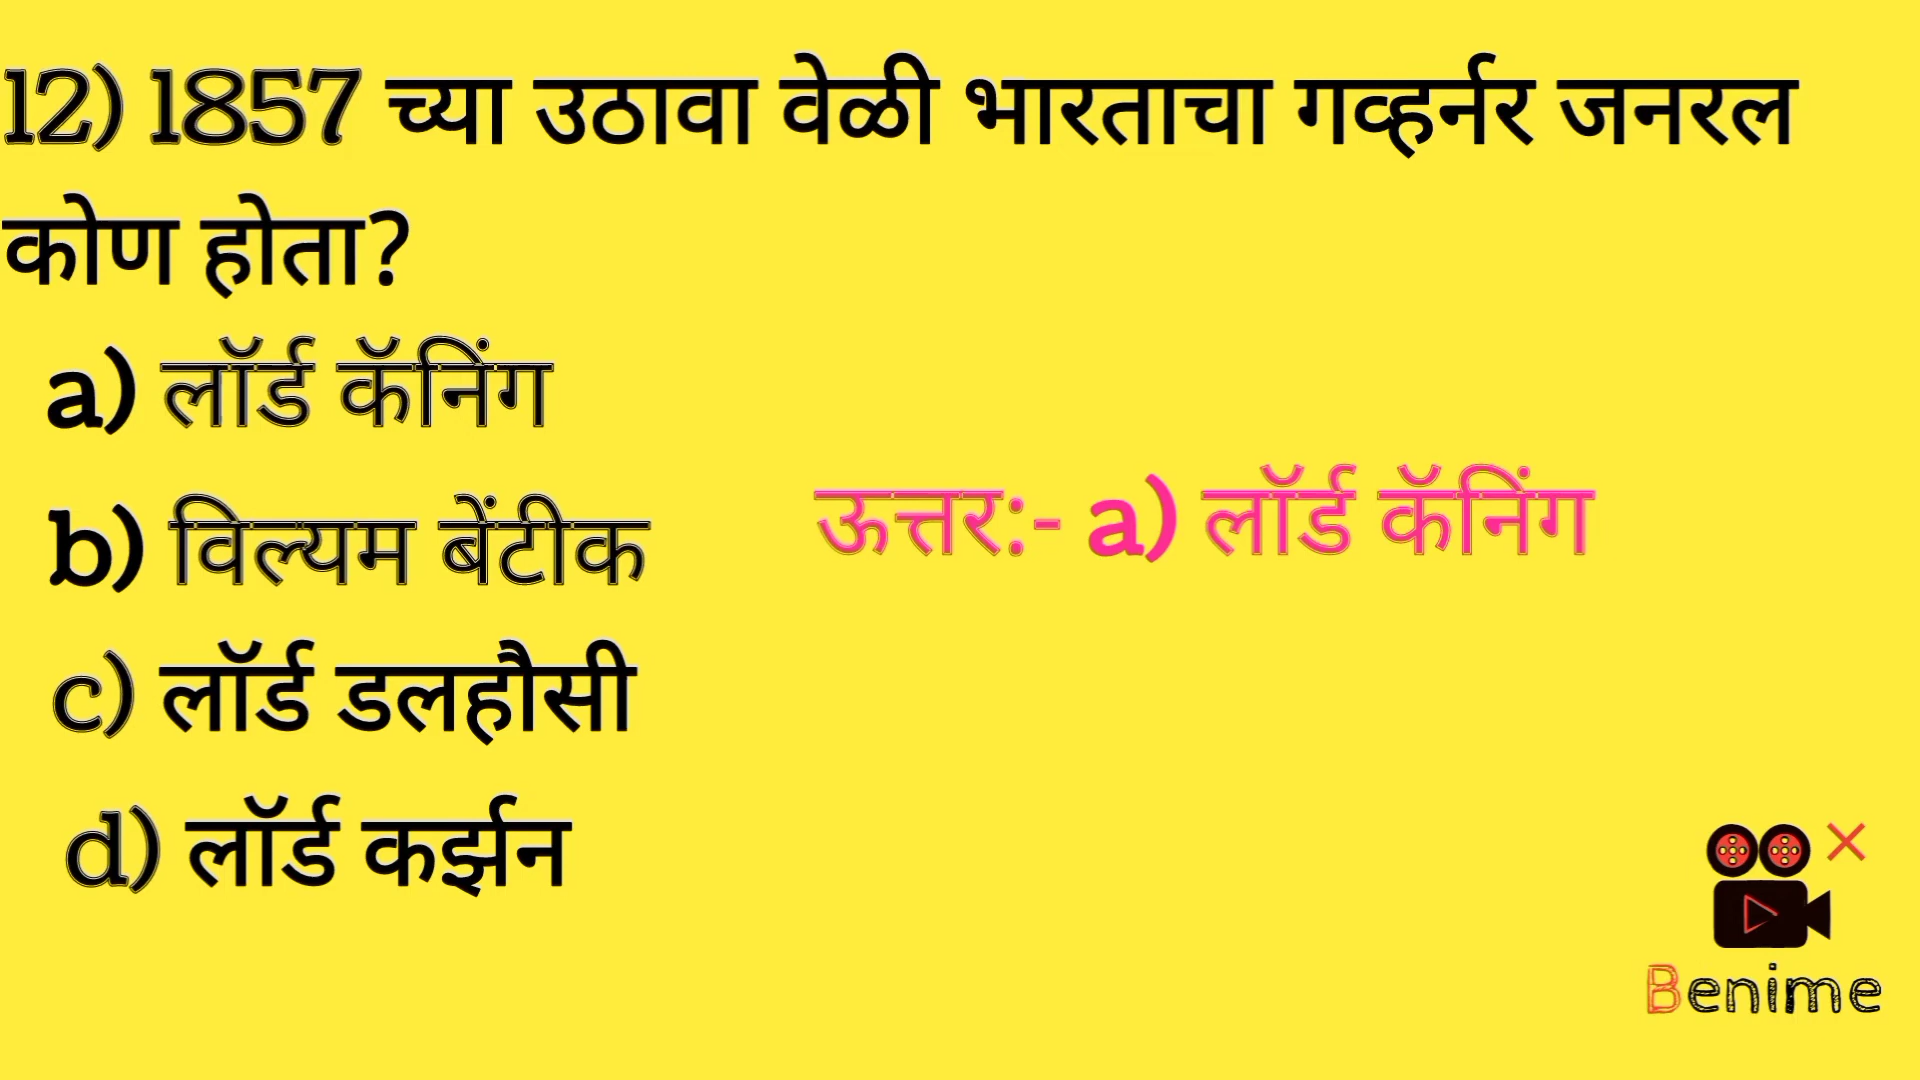 12) 1857 च्या उठावा वेळी भारताचा गव्हर्नर जनरल
कोण होता?
a) लॉर्ड कॅनिंग
b) विल्यम बेंटीक
ऊत्तर:- a) लॉर्ड कॅनिंग
c) लॉर्ड डलहौसी
d) लॉर्ड कर्झन
Benime